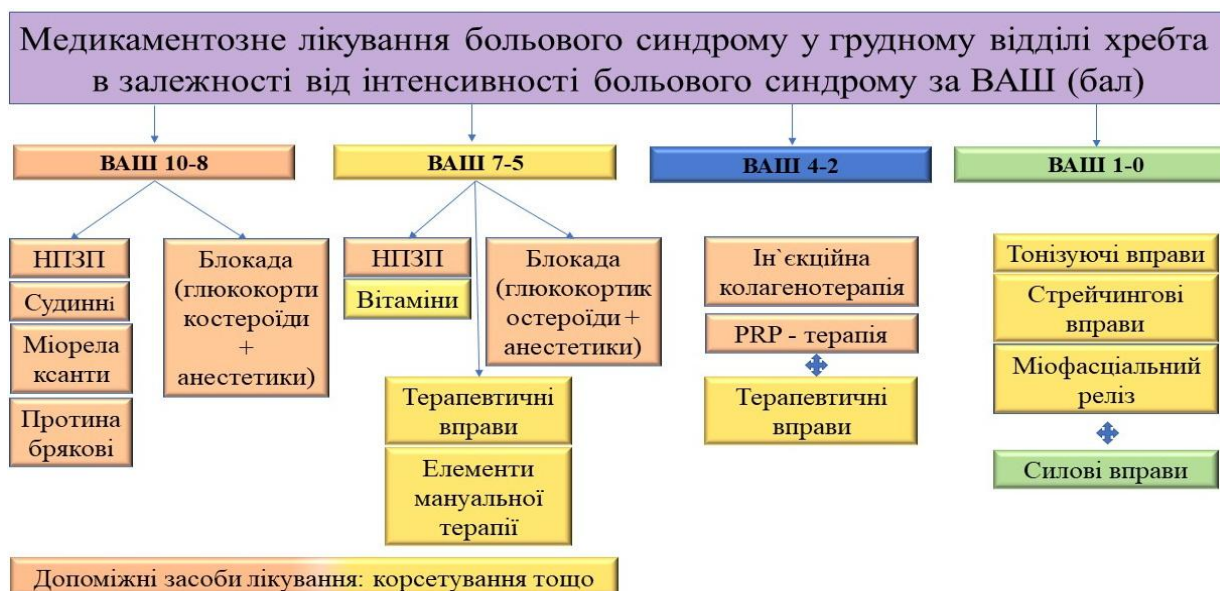 Медикаментозне лікування больового синдрому у грудному відділі хребта
в залежності від інтенсивності больового синдрому за ВАШ (бал)
ВАШ 10-8
НПЗП
Судинні
Міорела
ксанти
Протина
брякові
Блокада
(глюкокорти
костероїди
+
анестетики)
ВАШ 7-5
НПЗП
Вітаміни
Блокада
(глюкокортик
остероїди +
анестетики)
Терапевтичні
вправи
Елементи
мануальної
терапії
ВАШ 4-2
Ін`єкційна
колагенотерапія
PRP - терапія
Терапевтичні
вправи
ВАШ 1-0
Тонізуючі вправи
Стрейчингові
вправи
Міофасціальний
реліз
Силові вправи
Допоміжні засоби лікування: корсетування тощо